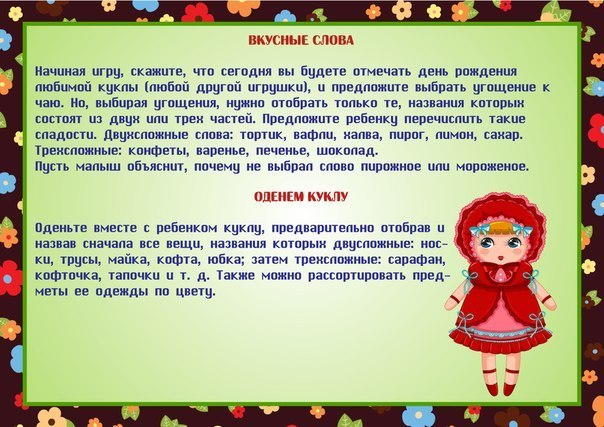 ВКУСНЫЕ СЛОВА
Начиная игру, скажите, что сегодня вы будете отмечать день рождения
любимой куклы (любой другой игрушки), и предложите выбрать угощение к
чаю. Но, выбирая угощения, нужно отобрать только те, названия которых
состоят из двух или трех частей. Предложите ребенку перечислить такие
сладости. Двухсложные слова: тортик, вафли, халва, пирог, лимон, сахар.
Трехсложные: конфеты, варенье, печенье, шоколад.
Пусть малыш объяснит, почему не выбрал слово пирожное или мороженое.
ОДЕНЕМ КУКЛУ
Оденьте вместе с ребенком куклу, предварительно отобрав и
назвав сначала все вещи, названия которых двусложные: нос-
ки, трусы, майка, кофта, юбка; затем трехсложные: сарафан,
кофточка, тапочки и т. д. Также можно рассортировать пред-
меты ее одежды по цвету.